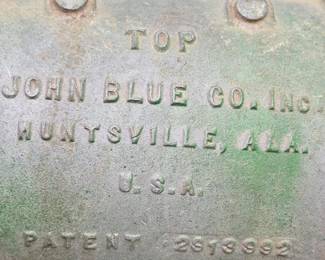 TOP
JOHN BLUE CO. INC.
HUNTSVILLE, ALA.
U.S.A.
PATENT 2913992